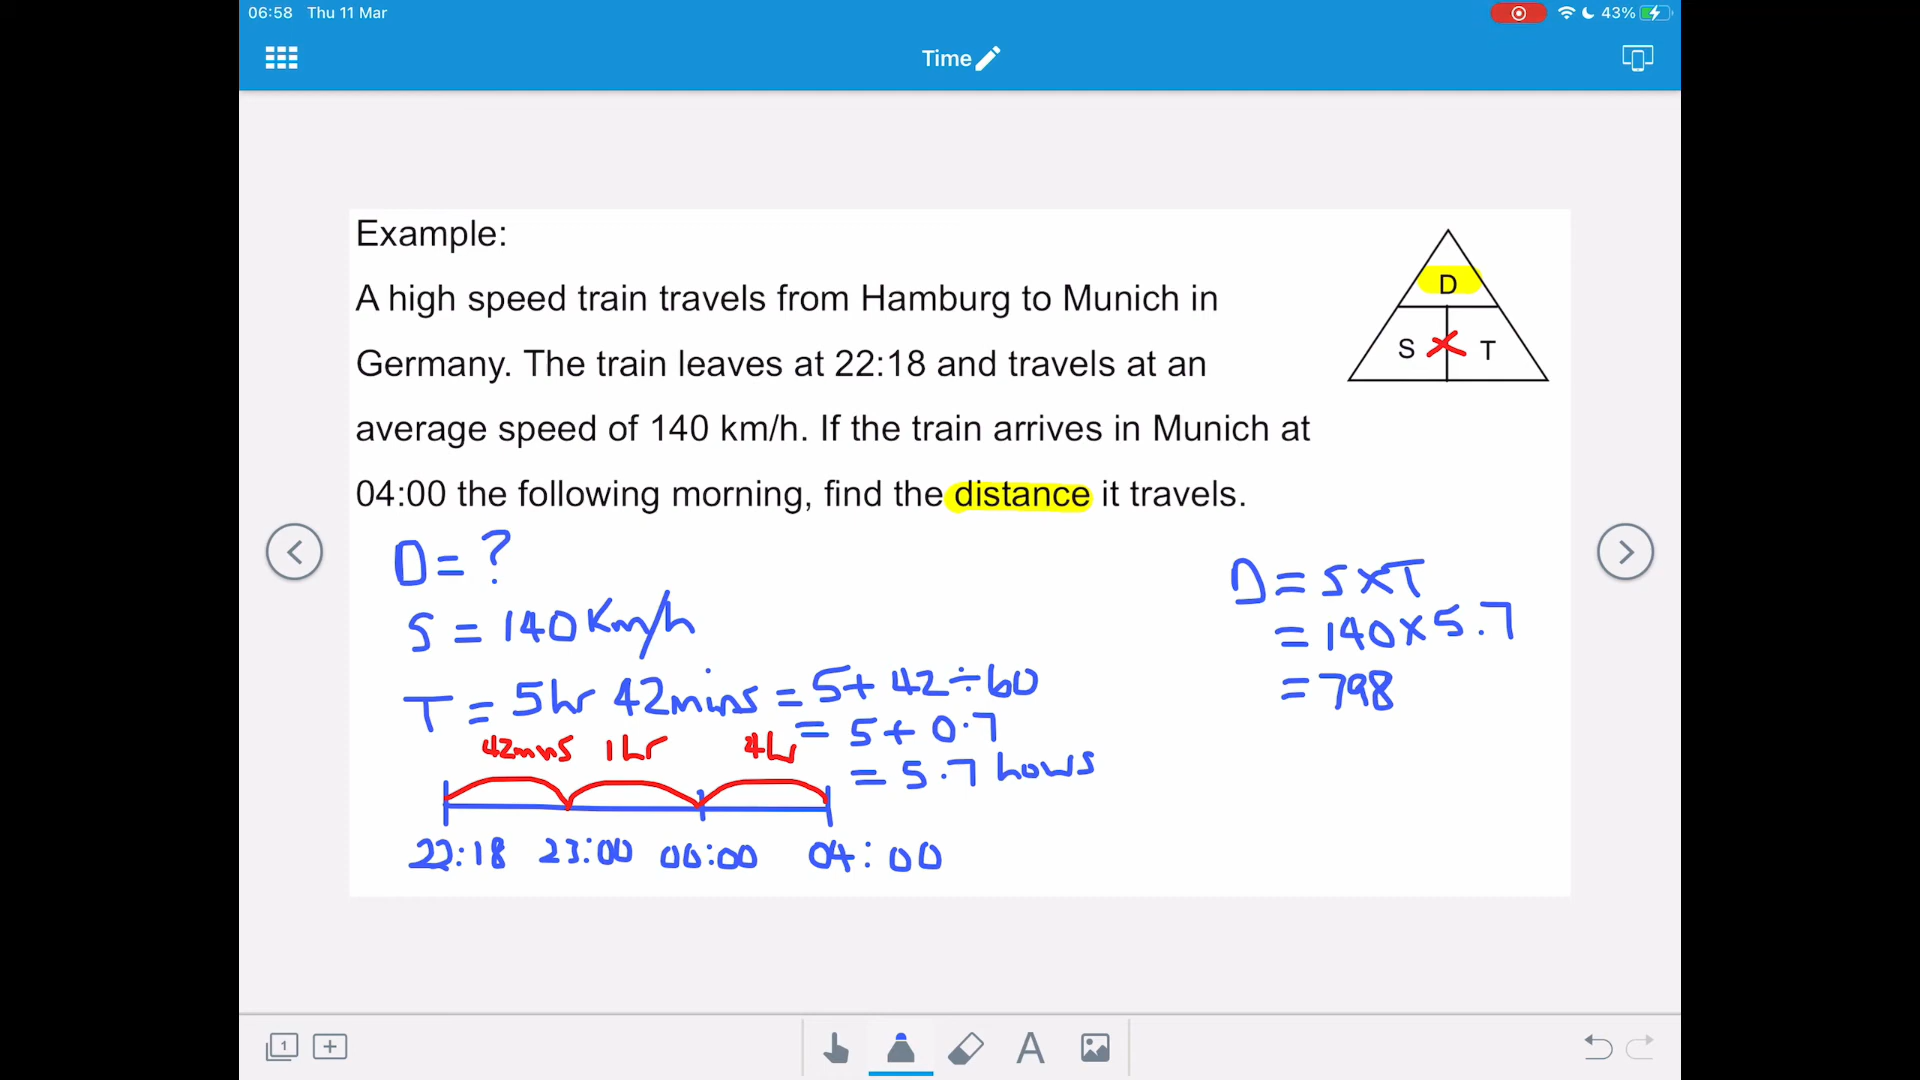 06:58 Thu 11 Mar
43%
Time
Example:
A high speed train travels from Hamburg to Munich in
Germany. The train leaves at 22:18 and travels at an
average speed of 140 km/h. If the train arrives in Munich at
04:00 the following morning, find the distance it travels.
D
S × T
D = ?
S = 140 Km/h
T = 5hr 42mins = 5 + 42 ÷ 60
= 5 + 0.7
= 5.7 hours
42mins 1hr 4hr
22:18 23:00 00:00 04:00
D = S × T
= 140 × 5.7
= 798
1
A